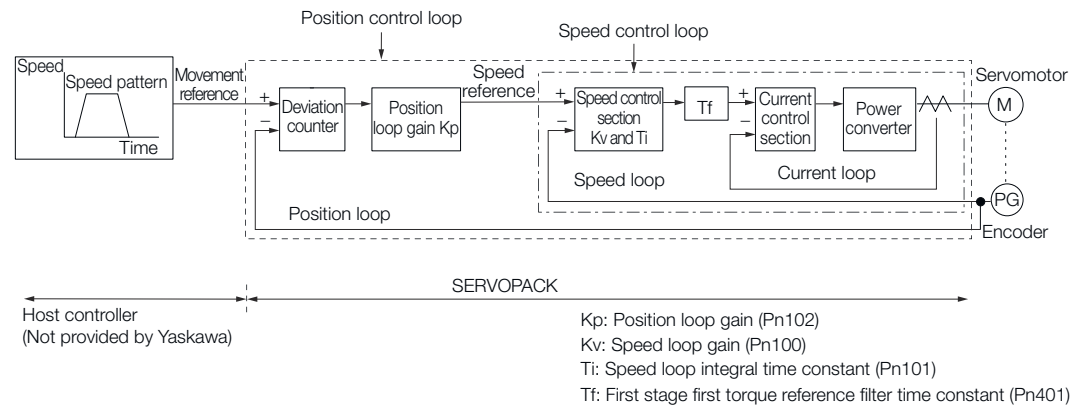 Position control loop
Speed control loop
Speed
Speed pattern
Time
Movement
reference
+
−
Deviation
counter
Position
loop gain Kp
Speed
reference
+
−
Speed control
section
Kv and Ti
Tf
+
−
Current
control
section
Power
converter
Servomotor
M
Current loop
Speed loop
Position loop
PG
Encoder
SERVOPACK
Host controller
(Not provided by Yaskawa)
Kp: Position loop gain (Pn102)
Kv: Speed loop gain (Pn100)
Ti: Speed loop integral time constant (Pn101)
Tf: First stage first torque reference filter time constant (Pn401)